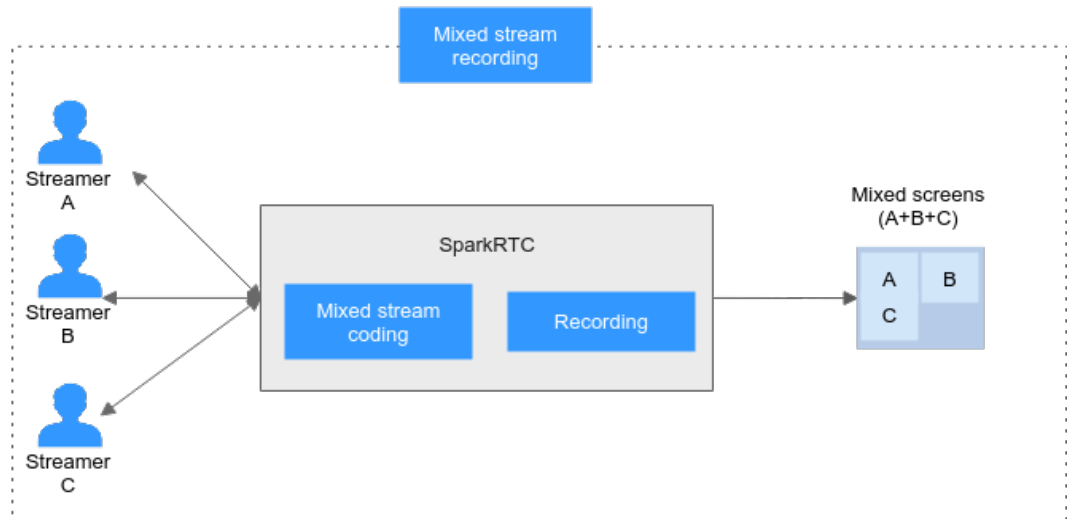 Mixed stream
recording
Streamer
A
Streamer
B
Streamer
C
SparkRTC
Mixed stream
coding
Recording
Mixed screens
(A+B+C)
A
B
C